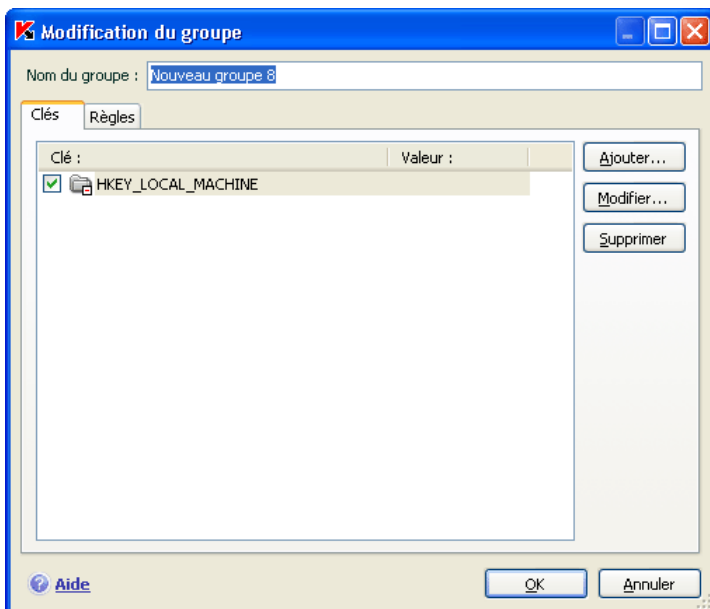 Modification du groupe
Nom du groupe : Nouveau groupe 8
Clés Règles
Clé : Valeur :
HKEY_LOCAL_MACHINE
Ajouter...
Modifier...
Supprimer
Aide OK Annuler